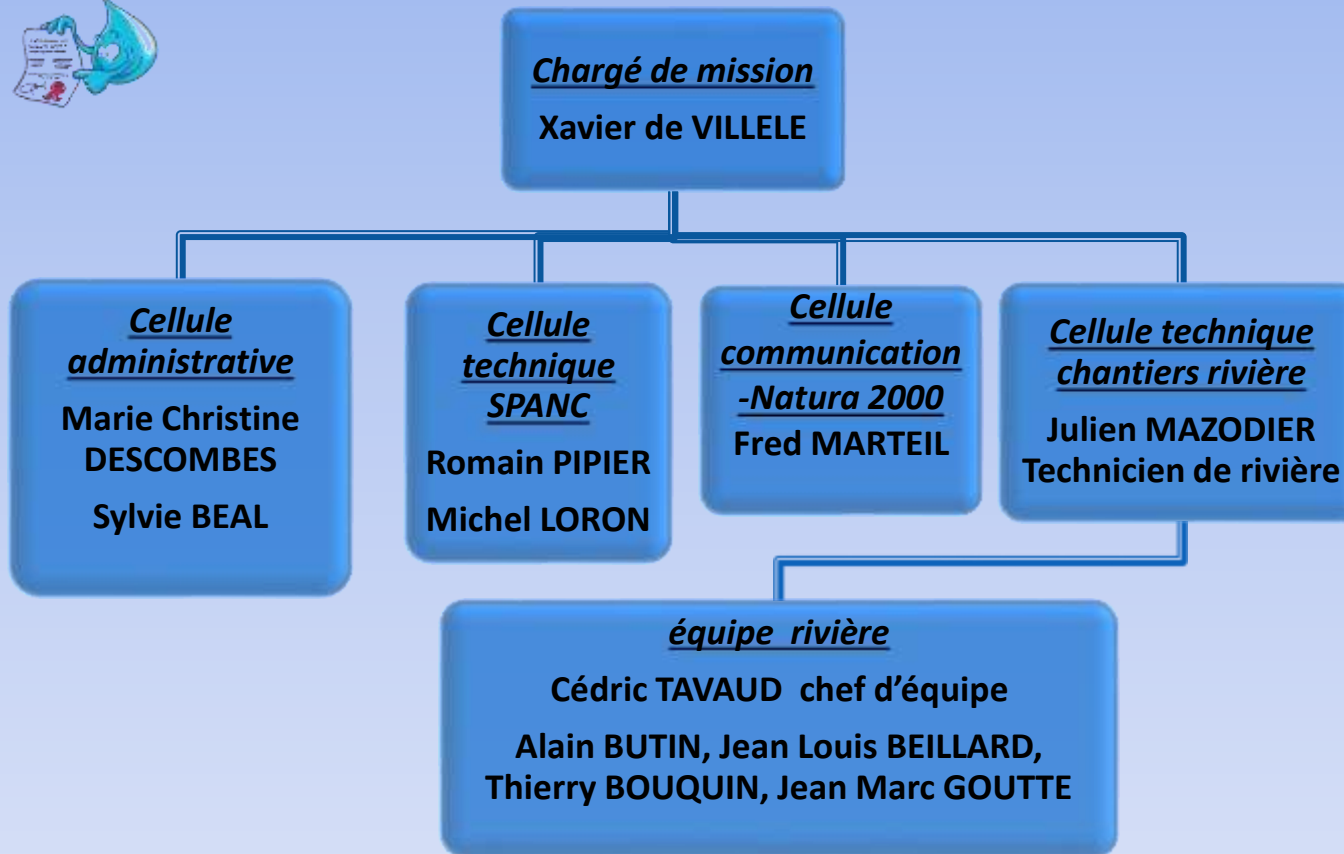 Chargé de mission
Xavier de VILLELE
Cellule
administrative
Marie Christine
DESCOMBES
Sylvie BEAL
Cellule
technique
SPANC
Romain PIPIER
Michel LORON
Cellule
communication
-Natura 2000
Fred MARTEIL
Cellule technique
chantiers rivière
Julien MAZODIER
Technicien de rivière
équipe rivière
Cédric TAVAUD chef d’équipe
Alain BUTIN, Jean Louis BEILLARD,
Thierry BOUQUIN, Jean Marc GOUTTE